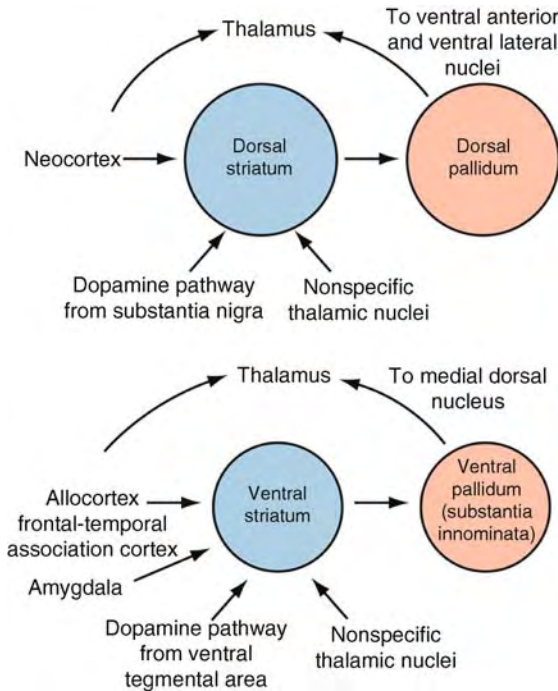 Thalamus
To ventral anterior
and ventral lateral
nuclei
Neocortex
Dorsal
striatum
Dorsal
pallidum
Dopamine pathway
from substantia nigra
Nonspecific
thalamic nuclei
Thalamus
To medial dorsal
nucleus
Allocortex
frontal-temporal
association cortex
Amygdala
Ventral
striatum
Ventral
pallidum
(substantia
innominata)
Dopamine pathway
from ventral
tegmental area
Nonspecific
thalamic nuclei